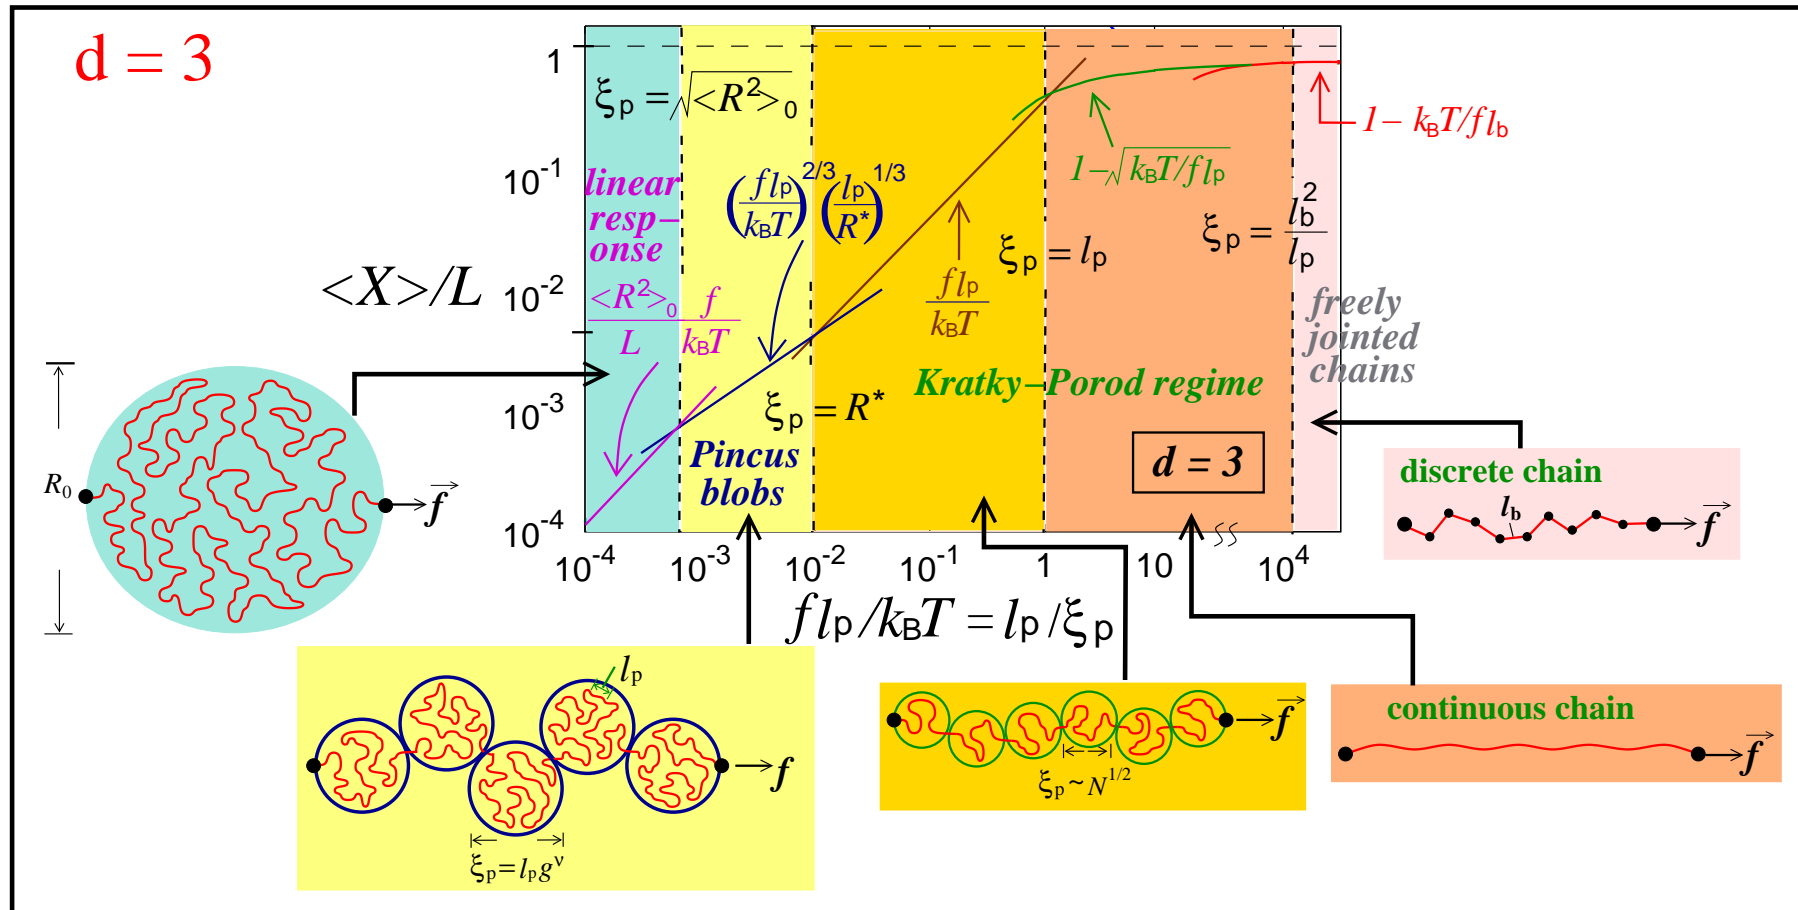 d = 3
1
10^-1
10^-2
10^-3
10^-4
<X>/L
ξp = √<R²>0
linear
resp–
onse
<R²>0 f
L kBT
(flp/kBT)^2/3 (lp/R*)^1/3
ξp = R*
Pincus
blobs
flp
kBT
ξp = lp
1–√kBT/flp
ξp = lb²/lp
1– kBT/flb
Kratky–Porod regime
d = 3
freely
jointed
chains
10^-4 10^-3 10^-2 10^-1 1 10 10^4
flp/kBT = lp/ξp
R0
f
discrete chain
lb
f
lp
f
ξp = lp g^ν
f
ξp ~ N^1/2
continuous chain
f